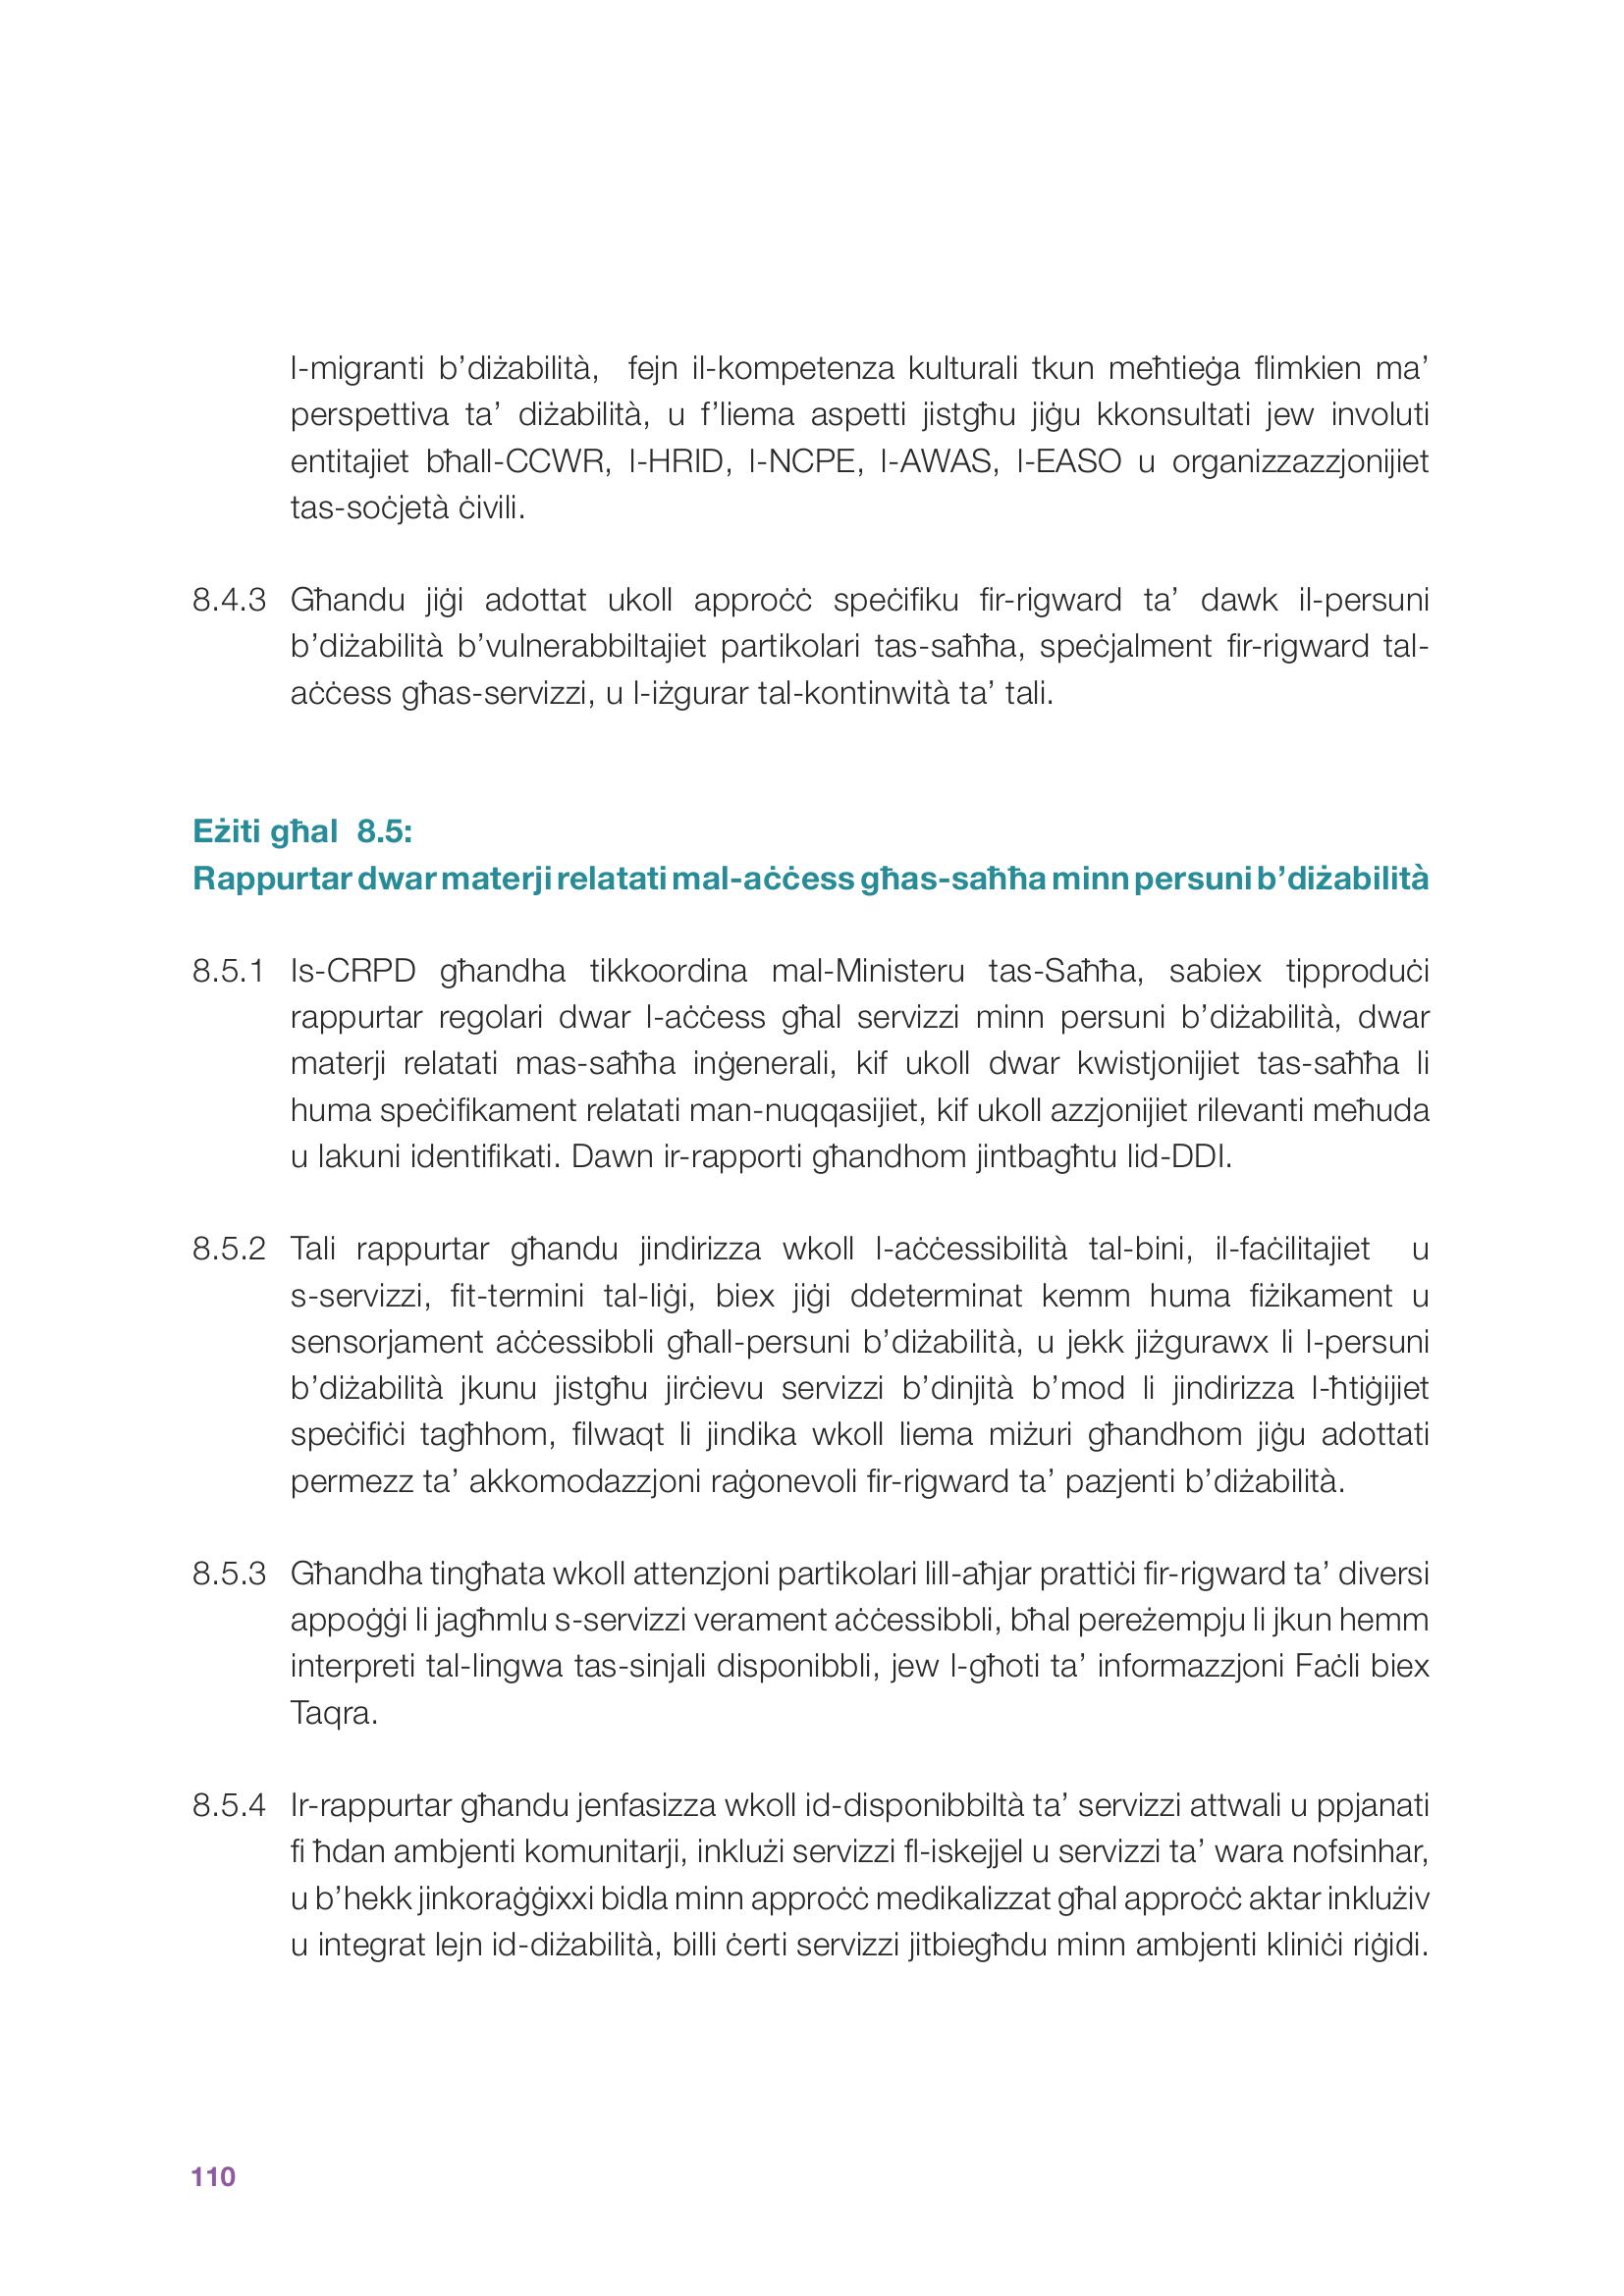 l-migranti b’diżabilità,  fejn il-kompetenza kulturali tkun meħtieġa flimkien ma’
perspettiva ta’ diżabilità, u f’liema aspetti jistgħu jiġu kkonsultati jew involuti
entitajiet bħall-CCWR, l-HRID, l-NCPE, l-AWAS, l-EASO u organizzazzjonijiet
tas-soċjetà ċivili.
8.4.3 Għandu jiġi adottat ukoll approċċ speċifiku fir-rigward ta’ dawk il-persuni
b’diżabilità b’vulnerabbiltajiet partikolari tas-saħħa, speċjalment fir-rigward tal-
aċċess għas-servizzi, u l-iżgurar tal-kontinwità ta’ tali.
Eżiti għal  8.5:
Rappurtar dwar materji relatati mal-aċċess għas-saħħa minn persuni b’diżabilità
8.5.1 Is-CRPD għandha tikkoordina mal-Ministeru tas-Saħħa, sabiex tipproduċi
rappurtar regolari dwar l-aċċess għal servizzi minn persuni b’diżabilità, dwar
materji relatati mas-saħħa inġenerali, kif ukoll dwar kwistjonijiet tas-saħħa li
huma speċifikament relatati man-nuqqasijiet, kif ukoll azzjonijiet rilevanti meħuda
u lakuni identifikati. Dawn ir-rapporti għandhom jintbagħtu lid-DDI.
8.5.2 Tali rappurtar għandu jindirizza wkoll l-aċċessibilità tal-bini, il-faċilitajiet  u
s-servizzi, fit-termini tal-liġi, biex jiġi ddeterminat kemm huma fiżikament u
sensorjament aċċessibbli għall-persuni b’diżabilità, u jekk jiżgurawx li l-persuni
b’diżabilità jkunu jistgħu jirċievu servizzi b’dinjità b’mod li jindirizza l-ħtiġijiet
speċifiċi tagħhom, filwaqt li jindika wkoll liema miżuri għandhom jiġu adottati
permezz ta’ akkomodazzjoni raġonevoli fir-rigward ta’ pazjenti b’diżabilità.
8.5.3 Għandha tingħata wkoll attenzjoni partikolari lill-aħjar prattiċi fir-rigward ta’ diversi
appoġġi li jagħmlu s-servizzi verament aċċessibbli, bħal pereżempju li jkun hemm
interpreti tal-lingwa tas-sinjali disponibbli, jew l-għoti ta’ informazzjoni Faċli biex
Taqra.
8.5.4 Ir-rappurtar għandu jenfasizza wkoll id-disponibbiltà ta’ servizzi attwali u ppjanati
fi ħdan ambjenti komunitarji, inklużi servizzi fl-iskejjel u servizzi ta’ wara nofsinhar,
u b’hekk jinkoraġġixxi bidla minn approċċ medikalizzat għal approċċ aktar inklużiv
u integrat lejn id-diżabilità, billi ċerti servizzi jitbiegħdu minn ambjenti kliniċi riġidi.
110